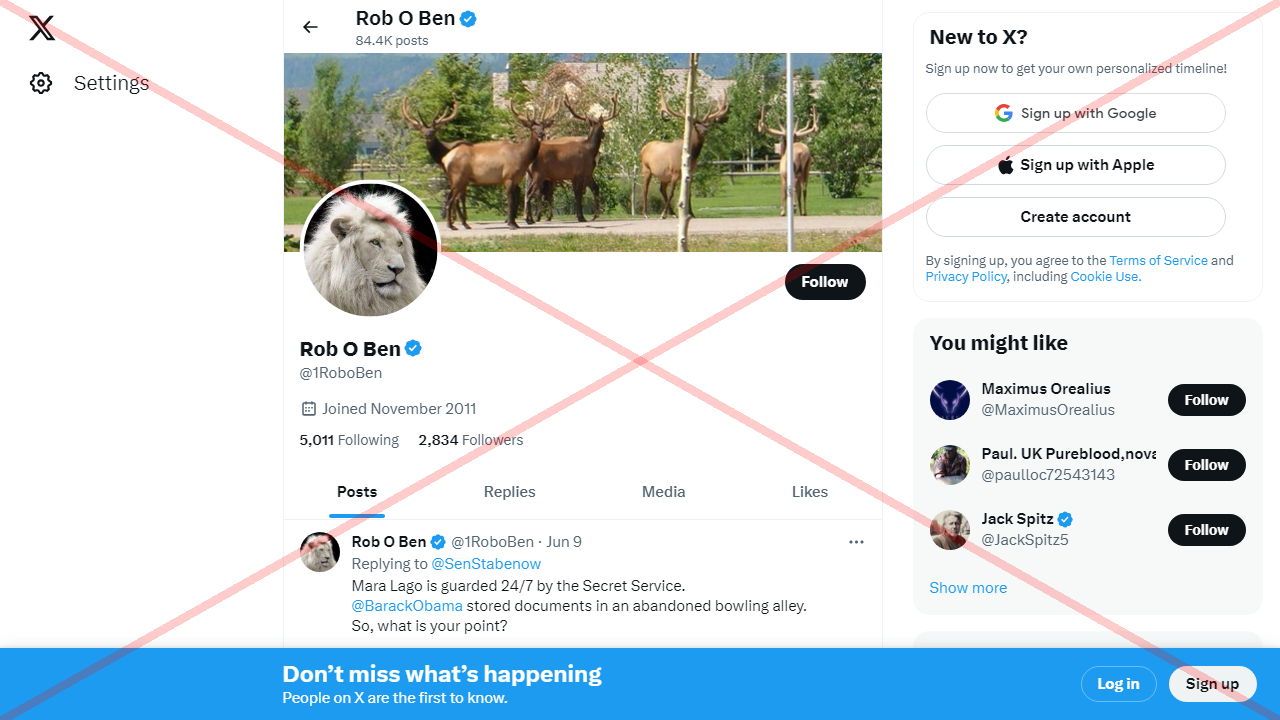 Settings
Rob O Ben
84.4K posts
Follow
Rob O Ben
@1RoboBen
Joined November 2011
5,011 Following 2,834 Followers
Posts Replies Media Likes
Rob O Ben @1RoboBen · Jun 9
Replying to @SenStabenow
Mara Lago is guarded 24/7 by the Secret Service.
@BarackObama stored documents in an abandoned bowling alley.
So, what is your point?
New to X?
Sign up now to get your own personalized timeline!
Sign up with Google
Sign up with Apple
Create account
By signing up, you agree to the Terms of Service and
Privacy Policy, including Cookie Use.
You might like
Maximus Orealius
@MaximusOrealius
Follow
Paul. UK Pureblood,nova
@paulloc72543143
Follow
Jack Spitz
@JackSpitz5
Follow
Show more
Don’t miss what’s happening
People on X are the first to know.
Log in Sign up